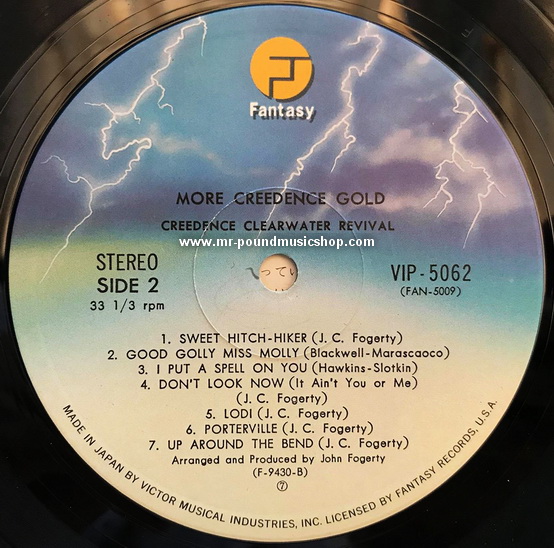 Fantasy
MORE CREEDENCE GOLD
CREEDENCE CLEARWATER REVIVAL
www.mr-poundmusicshop.com
STEREO
SIDE 2
33 1/3 rpm
VIP-5062
(FAN-5009)
って
1. SWEET HITCH-HIKER (J. C. Fogerty)
2. GOOD GOLLY MISS MOLLY (Blackwell-Marascaoco)
3. I PUT A SPELL ON YOU (Hawkins-Slotkin)
4. DON'T LOOK NOW (It Ain't You or Me)
(J. C. Fogerty)
5. LODI (J. C. Fogerty)
6. PORTERVILLE (J. C. Fogerty)
7. UP AROUND THE BEND (J. C. Fogerty)
Arranged and Produced by John Fogerty
(F-9430-B)
⑦
MADE IN JAPAN BY VICTOR MUSICAL INDUSTRIES, INC. LICENSED BY FANTASY RECORDS, U.S.A.